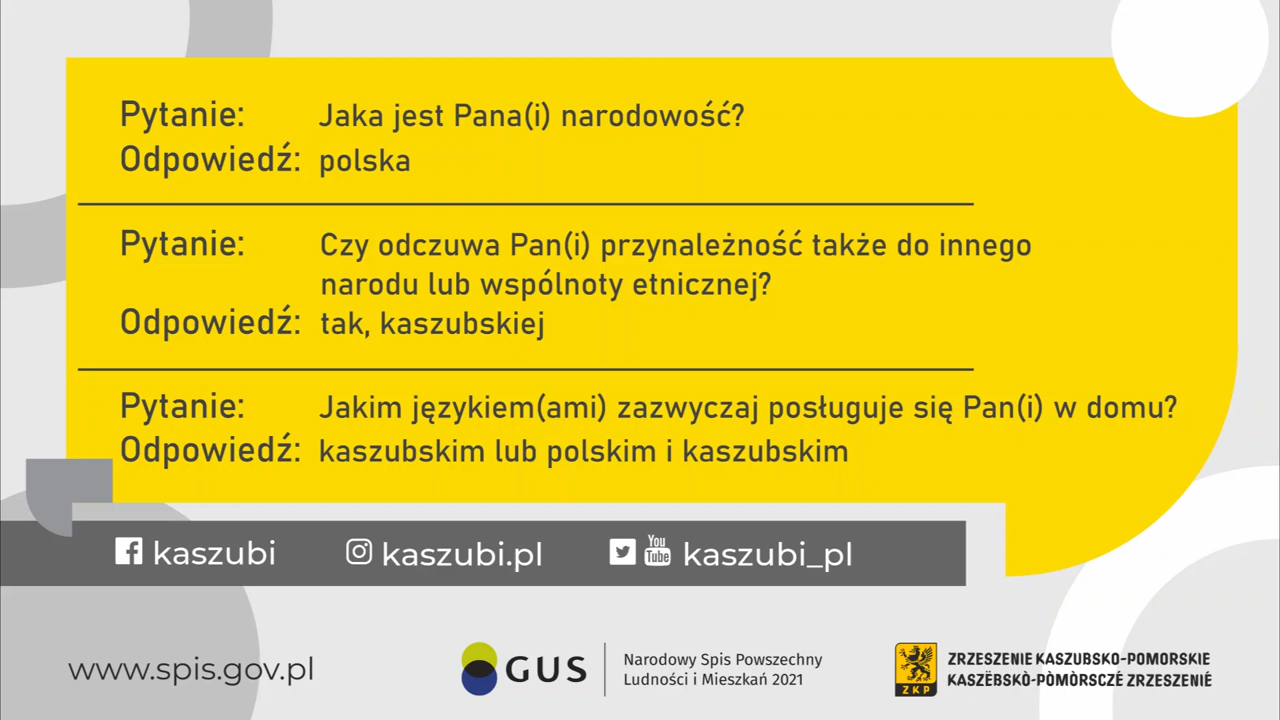 Pytanie: Jaka jest Pana(i) narodowość?
Odpowiedź: polska
Pytanie: Czy odczuwa Pan(i) przynależność także do innego
narodu lub wspólnoty etnicznej?
Odpowiedź: tak, kaszubskiej
Pytanie: Jakim językiem(ami) zazwyczaj posługuje się Pan(i) w domu?
Odpowiedź: kaszubskim lub polskim i kaszubskim
kaszubi kaszubi.pl You Tube kaszubi_pl
www.spis.gov.pl
GUS
Narodowy Spis Powszechny
Ludności i Mieszkań 2021
ZKP
ZRZESZENIE KASZUBSKO-POMORSKIE
KASZËBSKÒ-PÒMÒRSCZÉ ZRZESZENIÉ